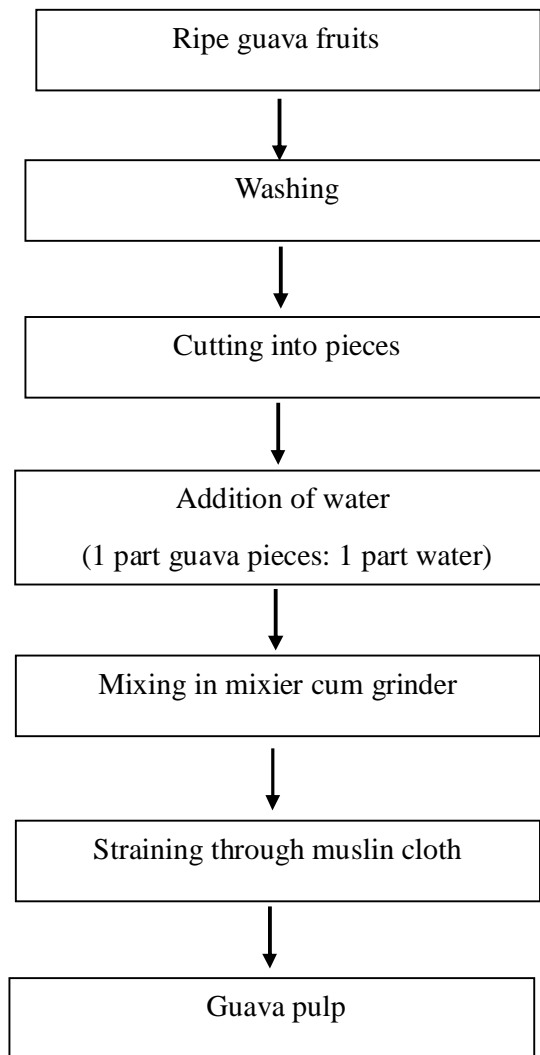 Ripe guava fruits
Washing
Cutting into pieces
Addition of water
(1 part guava pieces: 1 part water)
Mixing in mixier cum grinder
Straining through muslin cloth
Guava pulp